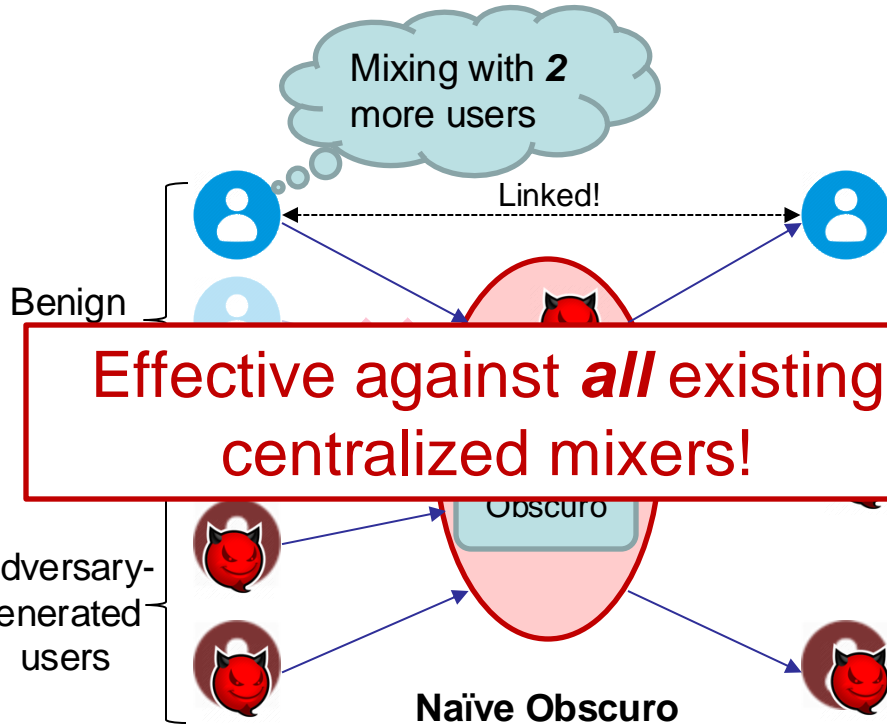 Mixing with 2
more users
Linked!
Benign
Effective against all existing
centralized mixers!
Obscuro
dversary-
enerated
users
Naïve Obscuro